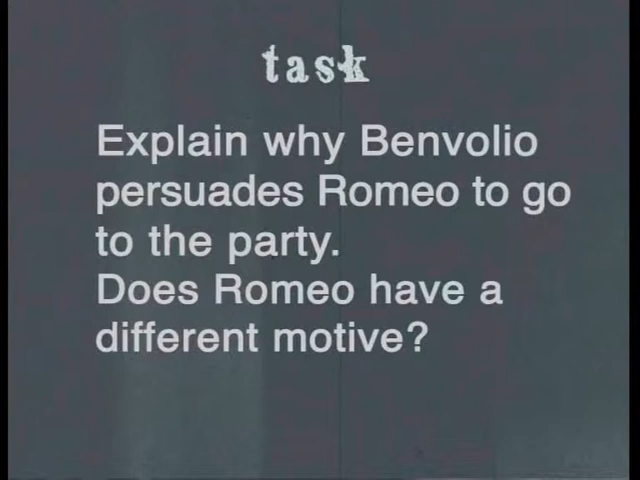 task
Explain why Benvolio
persuades Romeo to go
to the party.
Does Romeo have a
different motive?